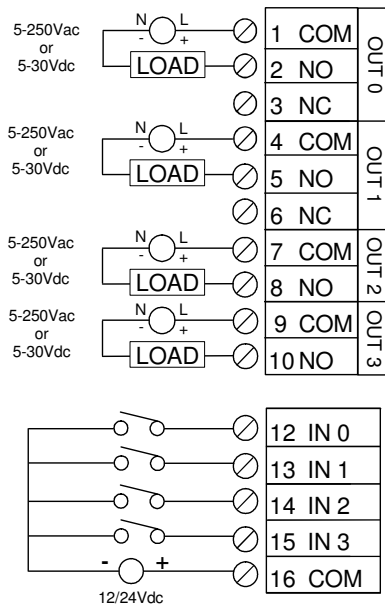 5-250Vac
or
5-30Vdc
N L
- +
LOAD
1 COM
2 NO
3 NC
OUT 0
5-250Vac
or
5-30Vdc
N L
- +
LOAD
4 COM
5 NO
6 NC
OUT 1
5-250Vac
or
5-30Vdc
N L
- +
LOAD
7 COM
8 NO
OUT 2
5-250Vac
or
5-30Vdc
N L
- +
LOAD
9 COM
10 NO
OUT 3
12 IN 0
13 IN 1
14 IN 2
15 IN 3
- +
16 COM
12/24Vdc